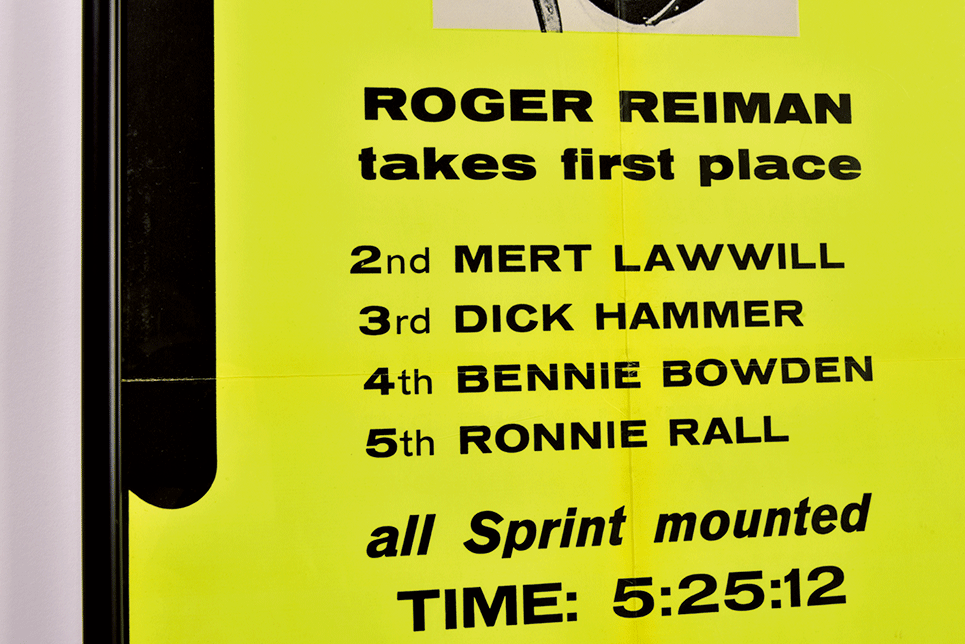 ROGER REIMAN
takes first place
2nd MERT LAWWILL
3rd DICK HAMMER
4th BENNIE BOWDEN
5th RONNIE RALL
all Sprint mounted
TIME: 5:25:12